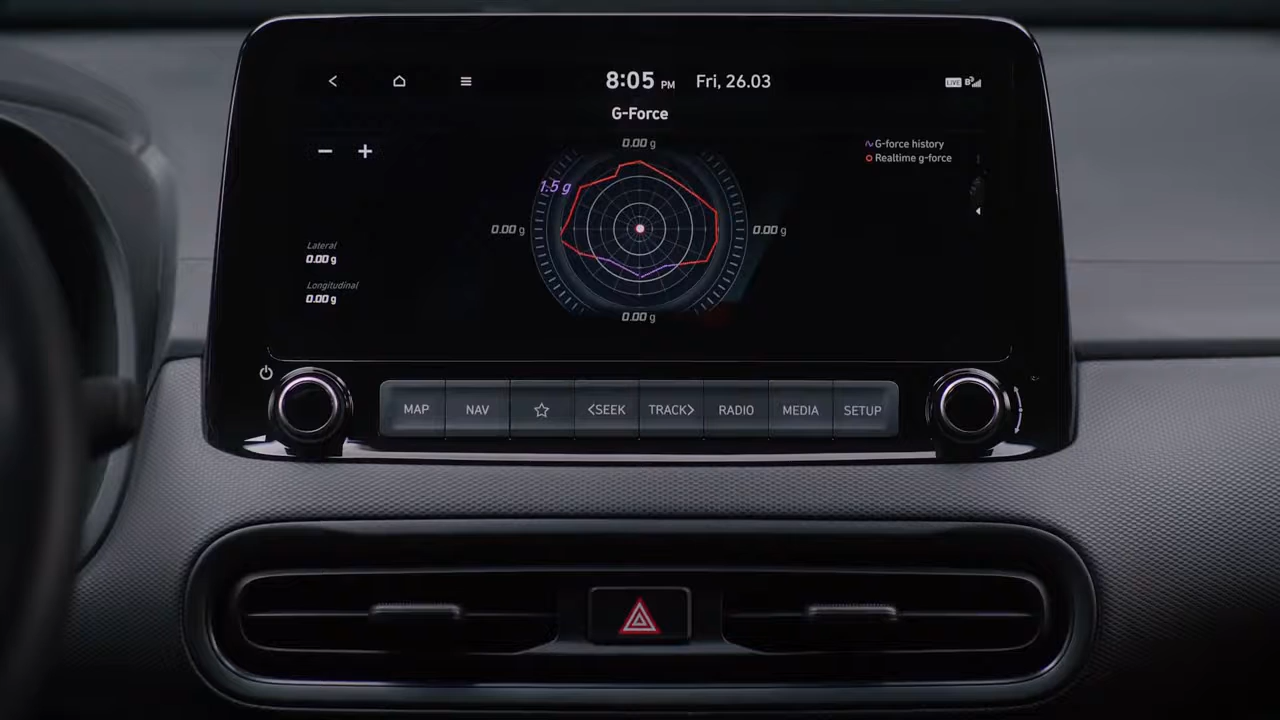 8:05 PM Fri, 26.03
LIVE
G-Force
0.00 g
G-force history
Realtime g-force
1.5 g
0.00 g
0.00 g
Lateral
0.00 g
Longitudinal
0.00 g
0.00 g
MAP NAV <SEEK TRACK> RADIO MEDIA SETUP